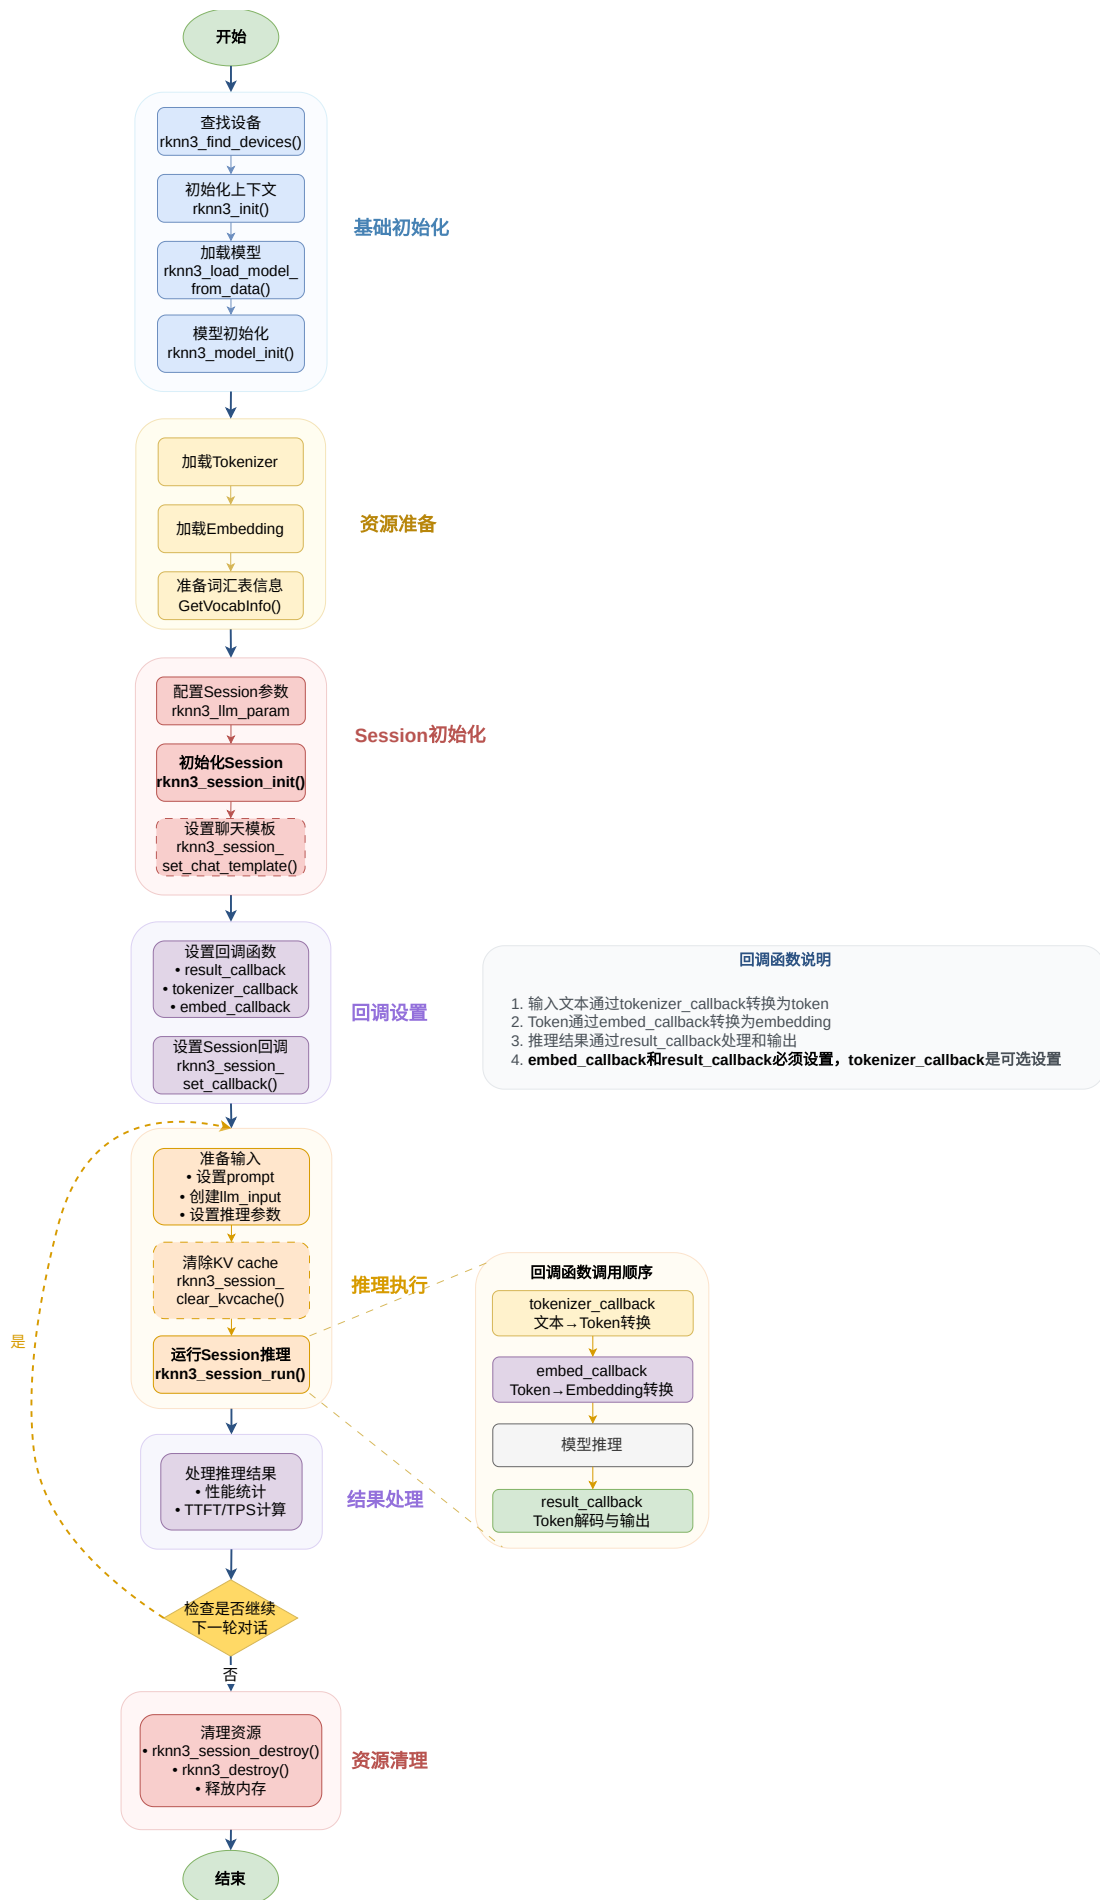 开始
查找设备
rknn3_find_devices()
初始化上下文
rknn3_init()
加载模型
rknn3_load_model_
from_data()
模型初始化
rknn3_model_init()
基础初始化
加载Tokenizer
加载Embedding
准备词汇表信息
GetVocabInfo()
资源准备
配置Session参数
rknn3_llm_param
初始化Session
rknn3_session_init()
设置聊天模板
rknn3_session_
set_chat_template()
Session初始化
设置回调函数
• result_callback
• tokenizer_callback
• embed_callback
设置Session回调
rknn3_session_
set_callback()
回调设置
回调函数说明
1. 输入文本通过tokenizer_callback转换为token
2. Token通过embed_callback转换为embedding
3. 推理结果通过result_callback处理和输出
4. embed_callback和result_callback必须设置，tokenizer_callback是可选设置
准备输入
• 设置prompt
• 创建llm_input
• 设置推理参数
清除KV cache
rknn3_session_
clear_kvcache()
运行Session推理
rknn3_session_run()
推理执行
回调函数调用顺序
tokenizer_callback
文本→Token转换
embed_callback
Token→Embedding转换
模型推理
result_callback
Token解码与输出
是
处理推理结果
• 性能统计
• TTFT/TPS计算
结果处理
检查是否继续
下一轮对话
否
清理资源
• rknn3_session_destroy()
• rknn3_destroy()
• 释放内存
资源清理
结束